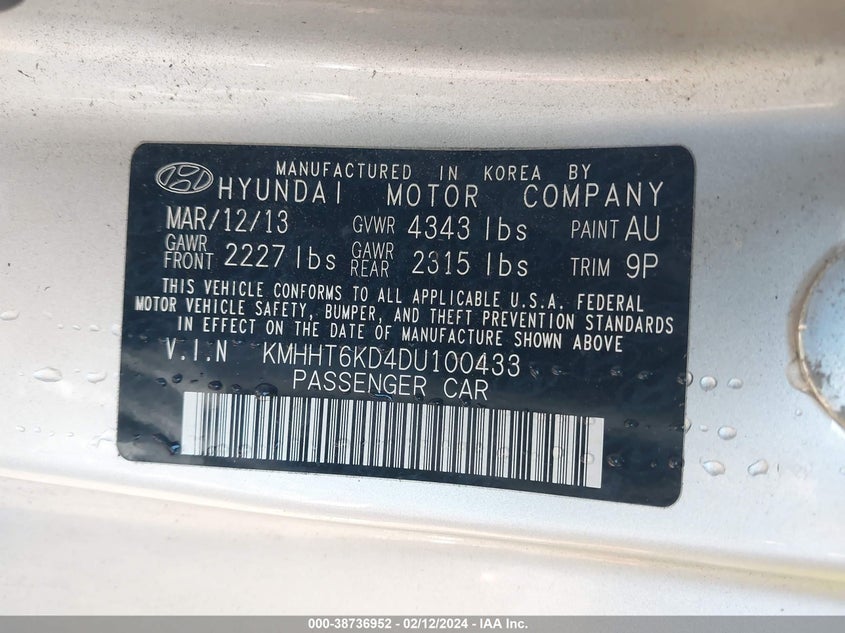 MANUFACTURED IN KOREA BY
HYUNDAI MOTOR COMPANY
MAR/12/13 GVWR 4343 lbs PAINT AU
GAWR FRONT 2227 lbs GAWR REAR 2315 lbs TRIM 9P
THIS VEHICLE CONFORMS TO ALL APPLICABLE U.S.A. FEDERAL
MOTOR VEHICLE SAFETY, BUMPER, AND THEFT PREVENTION STANDARDS
IN EFFECT ON THE DATE OF MANUFACTURE SHOWN ABOVE
V.I.N KMHHT6KD4DU100433
PASSENGER CAR
000-38736952 - 02/12/2024 - IAA Inc.